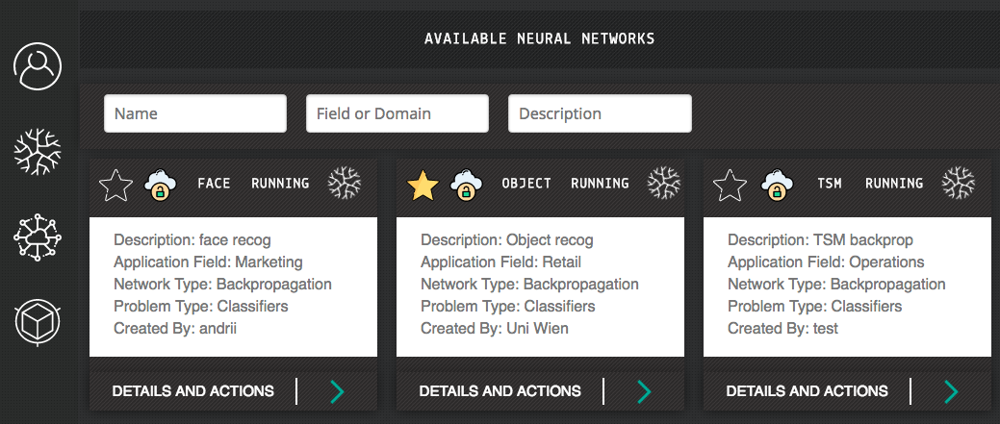 AVAILABLE NEURAL NETWORKS
Name
Field or Domain
Description
FACE RUNNING
Description: face recog
Application Field: Marketing
Network Type: Backpropagation
Problem Type: Classifiers
Created By: andrii
DETAILS AND ACTIONS
OBJECT RUNNING
Description: Object recog
Application Field: Retail
Network Type: Backpropagation
Problem Type: Classifiers
Created By: Uni Wien
DETAILS AND ACTIONS
TSM RUNNING
Description: TSM backprop
Application Field: Operations
Network Type: Backpropagation
Problem Type: Classifiers
Created By: test
DETAILS AND ACTIONS